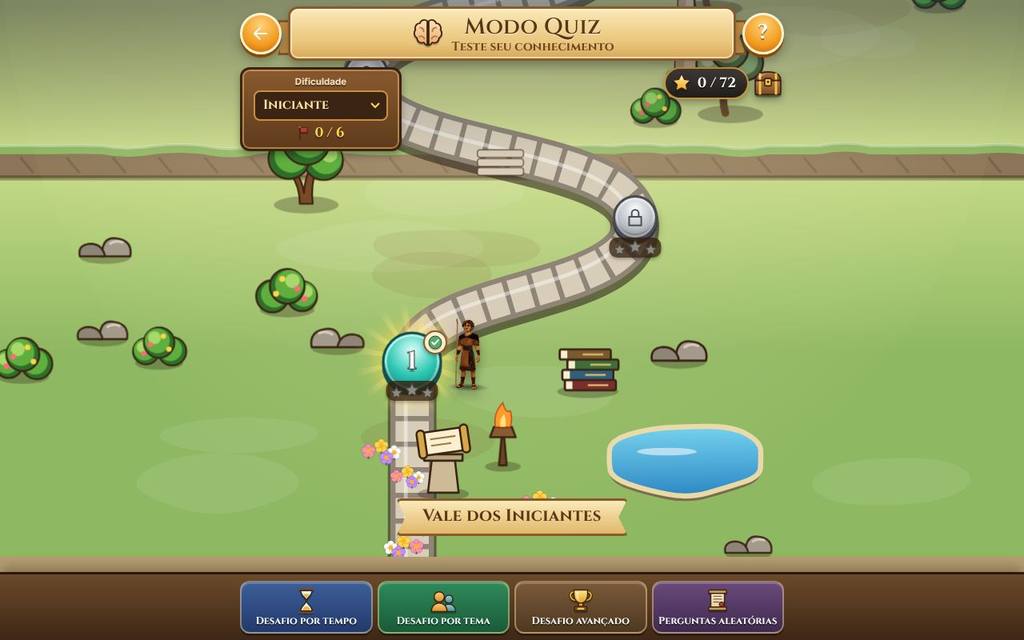 Modo Quiz
Teste seu conhecimento
?
Dificuldade
Iniciante
0 / 6
0 / 72
1
Vale dos Iniciantes
Desafio por Tempo
Desafio por Tema
Desafio Avançado
Perguntas Aleatórias